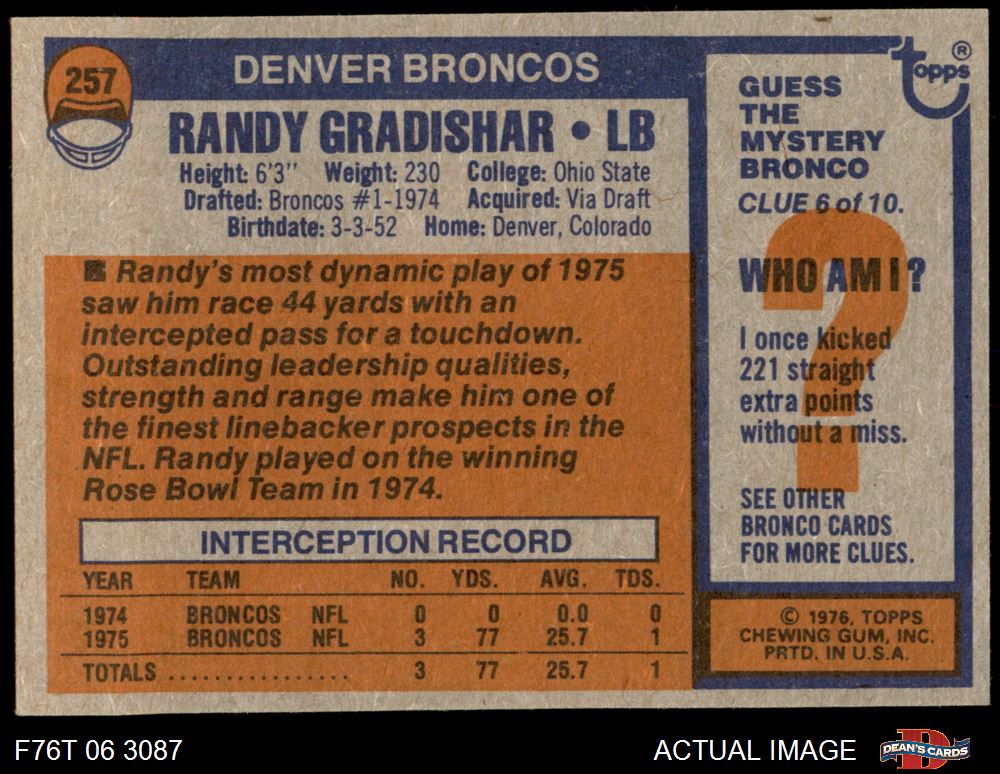 257
DENVER BRONCOS
RANDY GRADISHAR • LB
Height: 6'3" Weight: 230 College: Ohio State
Drafted: Broncos #1-1974 Acquired: Via Draft
Birthdate: 3-3-52 Home: Denver, Colorado
Randy's most dynamic play of 1975
saw him race 44 yards with an
intercepted pass for a touchdown.
Outstanding leadership qualities,
strength and range make him one of
the finest linebacker prospects in the
NFL. Randy played on the winning
Rose Bowl Team in 1974.
INTERCEPTION RECORD
YEAR TEAM NO. YDS. AVG. TDS.
1974 BRONCOS NFL 0 0 0.0 0
1975 BRONCOS NFL 3 77 25.7 1
TOTALS ................. 3 77 25.7 1
Topps ®
GUESS
THE
MYSTERY
BRONCO
CLUE 6 of 10.
?
WHO AM I?
I once kicked
221 straight
extra points
without a miss.
SEE OTHER
BRONCO CARDS
FOR MORE CLUES.
© 1976, TOPPS
CHEWING GUM, INC.
PRTD. IN U.S.A.
F76T 06 3087
ACTUAL IMAGE
DEAN'S CARDS